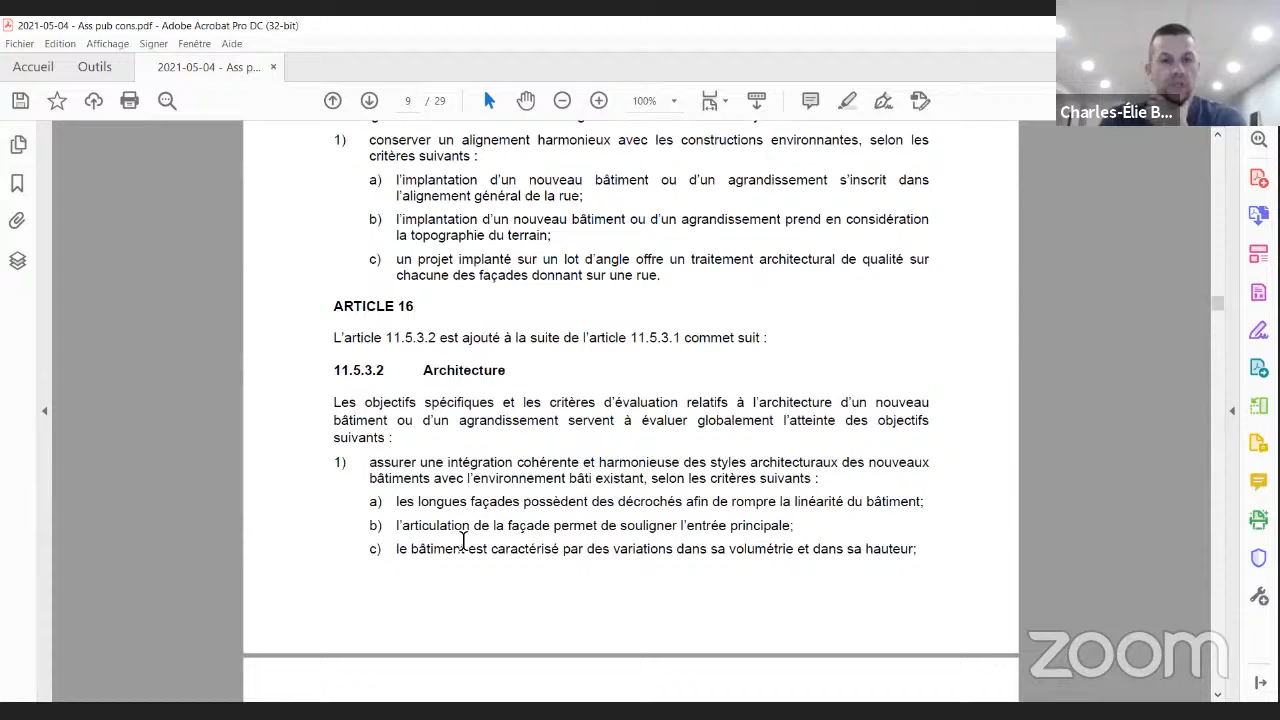 2021-05-04 - Ass pub cons.pdf - Adobe Acrobat Pro DC (32-bit)
Fichier Edition Affichage Signer Fenêtre Aide
Accueil Outils 2021-05-04 - Ass p... ×
9 / 29 100%
Charles-Élie B...
1) conserver un alignement harmonieux avec les constructions environnantes, selon les
critères suivants :
a) l'implantation d'un nouveau bâtiment ou d'un agrandissement s'inscrit dans
l'alignement général de la rue;
b) l'implantation d'un nouveau bâtiment ou d'un agrandissement prend en considération
la topographie du terrain;
c) un projet implanté sur un lot d'angle offre un traitement architectural de qualité sur
chacune des façades donnant sur une rue.
ARTICLE 16
L'article 11.5.3.2 est ajouté à la suite de l'article 11.5.3.1 commet suit :
11.5.3.2 Architecture
Les objectifs spécifiques et les critères d'évaluation relatifs à l'architecture d'un nouveau
bâtiment ou d'un agrandissement servent à évaluer globalement l'atteinte des objectifs
suivants :
1) assurer une intégration cohérente et harmonieuse des styles architecturaux des nouveaux
bâtiments avec l'environnement bâti existant, selon les critères suivants :
a) les longues façades possèdent des décrochés afin de rompre la linéarité du bâtiment;
b) l'articulation de la façade permet de souligner l'entrée principale;
c) le bâtiment est caractérisé par des variations dans sa volumétrie et dans sa hauteur;
zoom